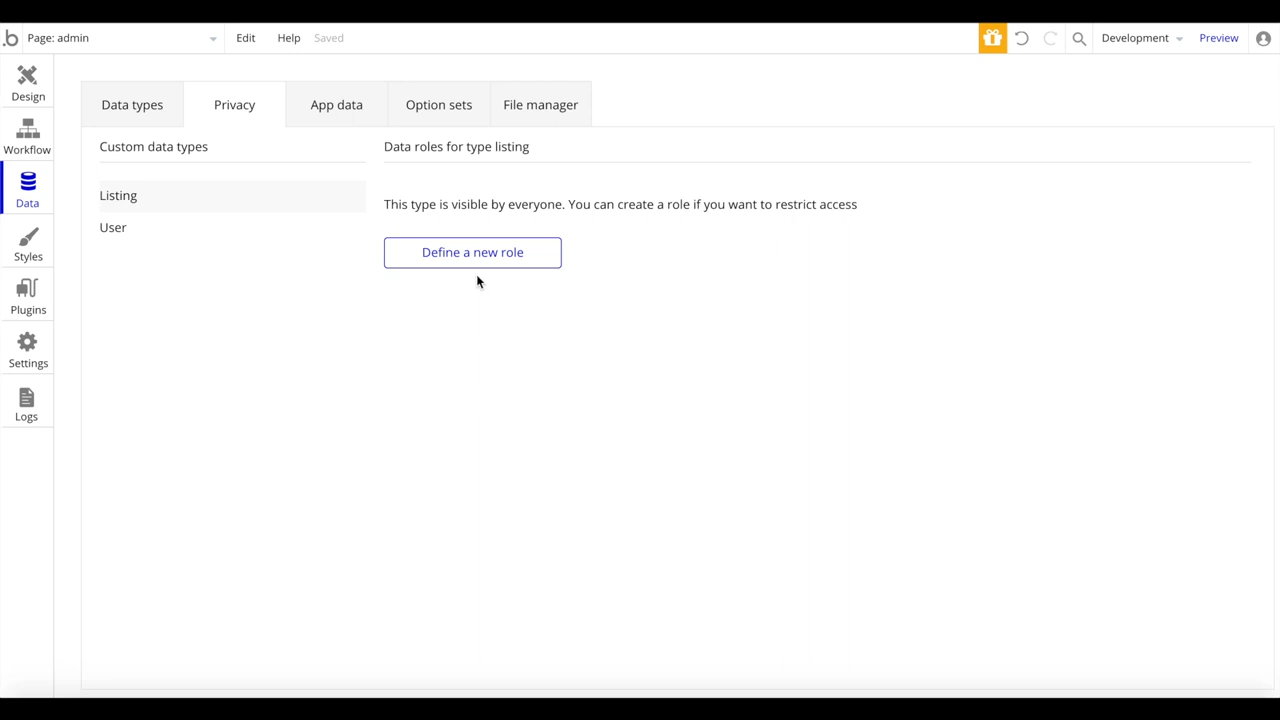 Page: admin
Edit
Help
Saved
Development
Preview
Design
Workflow
Data
Styles
Plugins
Settings
Logs
Data types
Privacy
App data
Option sets
File manager
Custom data types
Listing
User
Data roles for type listing
This type is visible by everyone. You can create a role if you want to restrict access
Define a new role